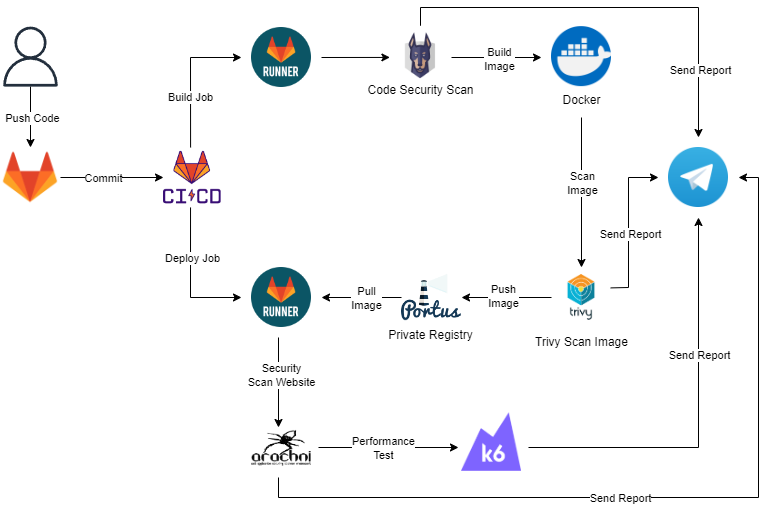 RUNNER
Code Security Scan
Build
Image
Docker
Send Report
Push Code
Build Job
Commit
CI CD
Scan
Image
Send Report
Deploy Job
RUNNER
Pull
Image
Portus
Private Registry
Push
Image
trivy
Trivy Scan Image
Security
Scan Website
Send Report
arachni
Performance
Test
k6
Send Report